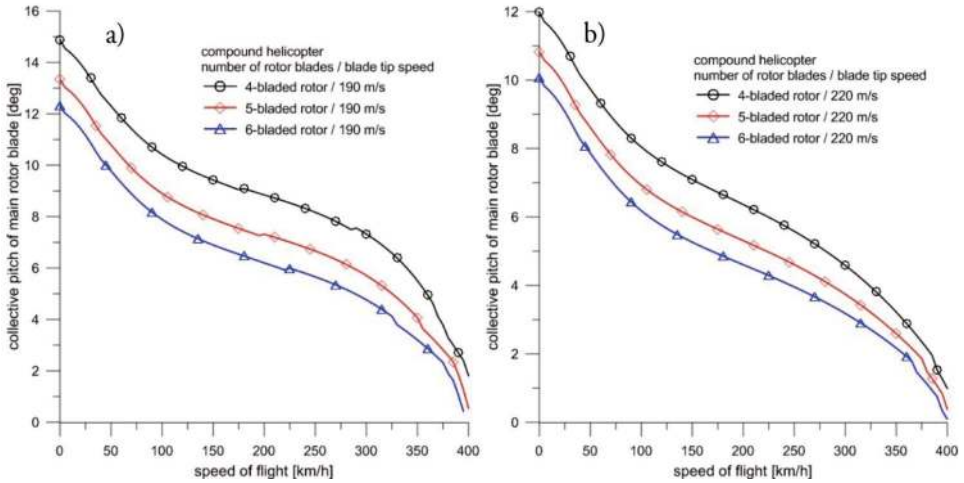 a)
compound helicopter
number of rotor blades / blade tip speed
4-bladed rotor / 190 m/s
5-bladed rotor / 190 m/s
6-bladed rotor / 190 m/s
collective pitch of main rotor blade [deg]
16
14
12
10
8
6
4
2
0
0 50 100 150 200 250 300 350 400
speed of flight [km/h]
b)
compound helicopter
number of rotor blades / blade tip speed
4-bladed rotor / 220 m/s
5-bladed rotor / 220 m/s
6-bladed rotor / 220 m/s
collective pitch of main rotor blade [deg]
12
10
8
6
4
2
0
0 50 100 150 200 250 300 350 400
speed of flight [km/h]